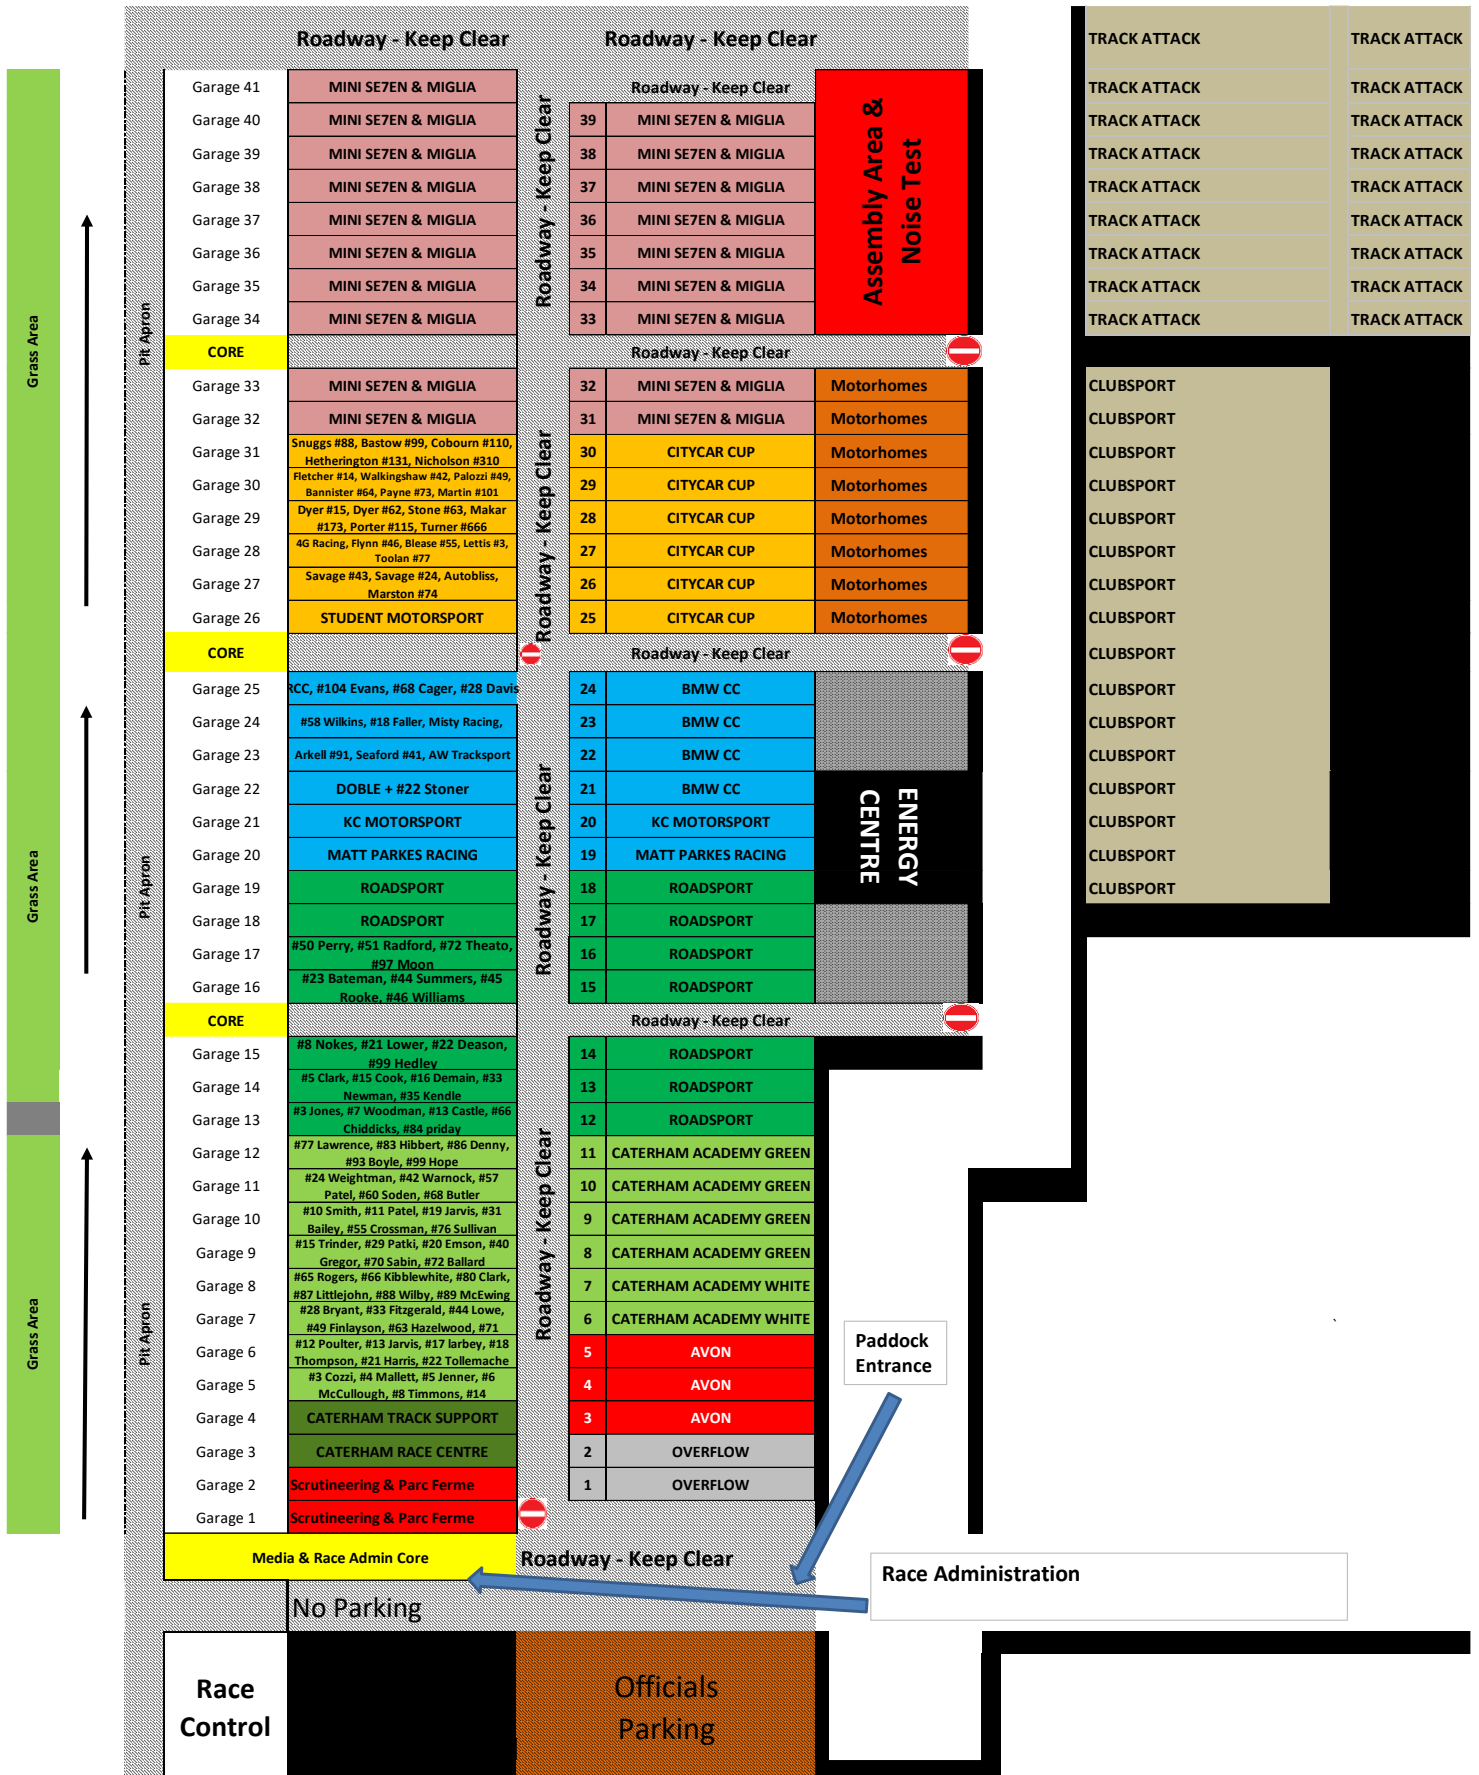 Roadway - Keep Clear Roadway - Keep Clear TRACK ATTACK TRACK ATTACK
Garage 41 MINI SE7EN & MIGLIA Roadway - Keep Clear TRACK ATTACK TRACK ATTACK
Garage 40 MINI SE7EN & MIGLIA 39 MINI SE7EN & MIGLIA TRACK ATTACK TRACK ATTACK
Garage 39 MINI SE7EN & MIGLIA 38 MINI SE7EN & MIGLIA TRACK ATTACK TRACK ATTACK
Garage 38 MINI SE7EN & MIGLIA 37 MINI SE7EN & MIGLIA TRACK ATTACK TRACK ATTACK
Garage 37 MINI SE7EN & MIGLIA 36 MINI SE7EN & MIGLIA TRACK ATTACK TRACK ATTACK
Garage 36 MINI SE7EN & MIGLIA 35 MINI SE7EN & MIGLIA TRACK ATTACK TRACK ATTACK
Garage 35 MINI SE7EN & MIGLIA 34 MINI SE7EN & MIGLIA TRACK ATTACK TRACK ATTACK
Garage 34 MINI SE7EN & MIGLIA 33 MINI SE7EN & MIGLIA TRACK ATTACK TRACK ATTACK
Roadway - Keep Clear
Assembly Area &
Noise Test
Grass Area
Pit Apron
CORE Roadway - Keep Clear
Garage 33 MINI SE7EN & MIGLIA 32 MINI SE7EN & MIGLIA Motorhomes CLUBSPORT
Garage 32 MINI SE7EN & MIGLIA 31 MINI SE7EN & MIGLIA Motorhomes CLUBSPORT
Garage 31 Snuggs #88, Bastow #99, Cobourn #110,
Hetherington #131, Nicholson #310
30 CITYCAR CUP Motorhomes CLUBSPORT
Garage 30 Fletcher #14, Walkingshaw #42, Palozzi #49,
Bannister #64, Payne #73, Martin #101
29 CITYCAR CUP Motorhomes CLUBSPORT
Garage 29 Dyer #15, Dyer #62, Stone #63, Makar
#173, Porter #115, Turner #666
28 CITYCAR CUP Motorhomes CLUBSPORT
Garage 28 4G Racing, Flynn #46, Blease #55, Lettis #3,
Toolan #77
27 CITYCAR CUP Motorhomes CLUBSPORT
Garage 27 Savage #43, Savage #24, Autobliss,
Marston #74
26 CITYCAR CUP Motorhomes CLUBSPORT
Garage 26 STUDENT MOTORSPORT 25 CITYCAR CUP Motorhomes CLUBSPORT
Roadway - Keep Clear
CORE Roadway - Keep Clear CLUBSPORT
Garage 25 RCC, #104 Evans, #68 Cager, #28 Davis 24 BMW CC CLUBSPORT
Garage 24 #58 Wilkins, #18 Faller, Misty Racing, 23 BMW CC CLUBSPORT
Garage 23 Arkell #91, Seaford #41, AW Tracksport 22 BMW CC CLUBSPORT
Garage 22 DOBLE + #22 Stoner 21 BMW CC CLUBSPORT
Garage 21 KC MOTORSPORT 20 KC MOTORSPORT CLUBSPORT
Garage 20 MATT PARKES RACING 19 MATT PARKES RACING CLUBSPORT
Garage 19 ROADSPORT 18 ROADSPORT CLUBSPORT
Garage 18 ROADSPORT 17 ROADSPORT
Garage 17 #50 Perry, #51 Radford, #72 Theato,
#97 Moon
16 ROADSPORT
Garage 16 #23 Bateman, #44 Summers, #45
Rooke, #46 Williams
15 ROADSPORT
Roadway - Keep Clear
ENERGY
CENTRE
Grass Area
Pit Apron
CORE Roadway - Keep Clear
Garage 15 #8 Nokes, #21 Lower, #22 Deason,
#99 Hedley
14 ROADSPORT
Garage 14 #5 Clark, #15 Cook, #16 Demain, #33
Newman, #35 Kendle
13 ROADSPORT
Garage 13 #3 Jones, #7 Woodman, #13 Castle, #66
Chiddicks, #84 priday
12 ROADSPORT
Garage 12 #77 Lawrence, #83 Hibbert, #86 Denny,
#93 Boyle, #99 Hope
11 CATERHAM ACADEMY GREEN
Garage 11 #24 Weightman, #42 Warnock, #57
Patel, #60 Soden, #68 Butler
10 CATERHAM ACADEMY GREEN
Garage 10 #10 Smith, #11 Patel, #19 Jarvis, #31
Bailey, #55 Crossman, #76 Sullivan
9 CATERHAM ACADEMY GREEN
Garage 9 #15 Trinder, #29 Patki, #20 Emson, #40
Gregor, #70 Sabin, #72 Ballard
8 CATERHAM ACADEMY GREEN
Garage 8 #65 Rogers, #66 Kibblewhite, #80 Clark,
#87 Littlejohn, #88 Wilby, #89 McEwing
7 CATERHAM ACADEMY WHITE
Garage 7 #28 Bryant, #33 Fitzgerald, #44 Lowe,
#49 Finlayson, #63 Hazelwood, #71
6 CATERHAM ACADEMY WHITE
Garage 6 #12 Poulter, #13 Jarvis, #17 larbey, #18
Thompson, #21 Harris, #22 Tollemache
5 AVON
Garage 5 #3 Cozzi, #4 Mallett, #5 Jenner, #6
McCullough, #8 Timmons, #14
4 AVON
Garage 4 CATERHAM TRACK SUPPORT 3 AVON
Garage 3 CATERHAM RACE CENTRE 2 OVERFLOW
Garage 2 Scrutineering & Parc Ferme 1 OVERFLOW
Garage 1 Scrutineering & Parc Ferme
Roadway - Keep Clear
Grass Area
Pit Apron
Paddock
Entrance
Media & Race Admin Core Roadway - Keep Clear
Race Administration
No Parking
Race
Control
Officials
Parking